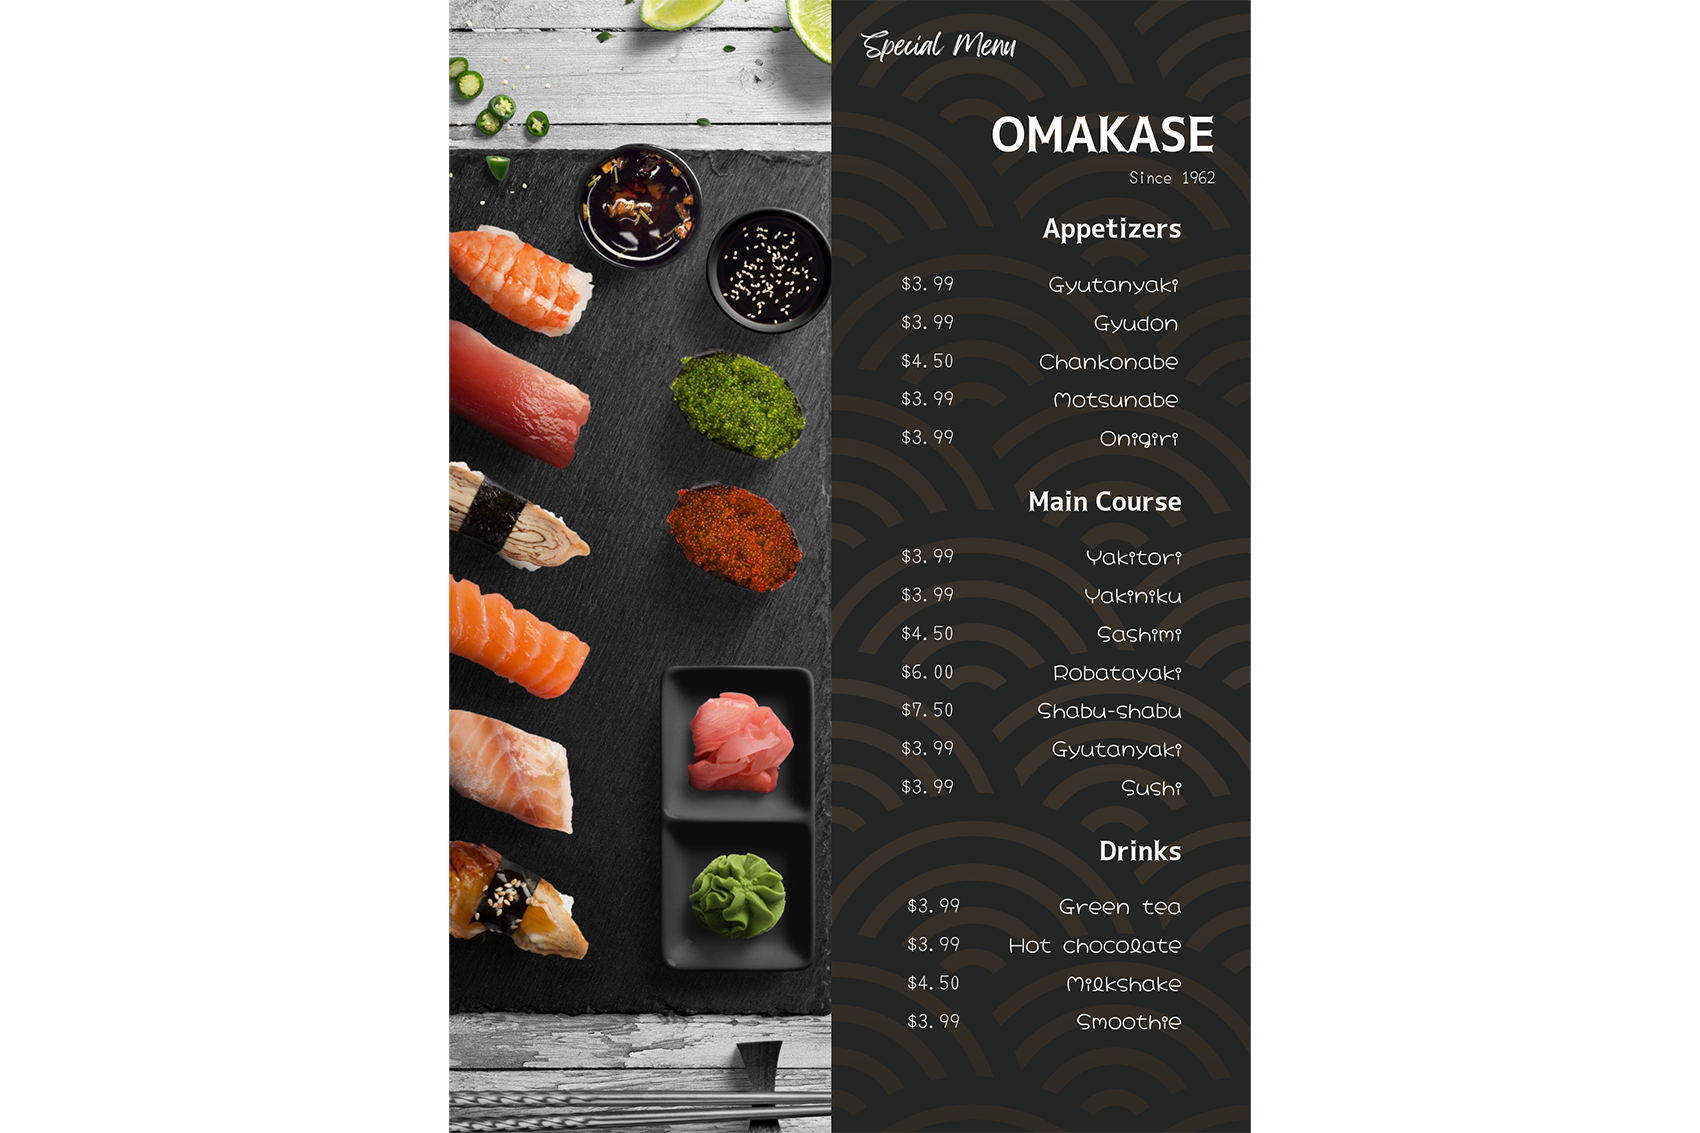 Special Menu
OMAKASE
Since 1962
Appetizers
$3.99 Gyutanyaki
$3.99 Gyudon
$4.50 Chankonabe
$3.99 Motsunabe
$3.99 Onigiri
Main Course
$3.99 Yakitori
$3.99 Yakiniku
$4.50 Sashimi
$6.00 Robatayaki
$7.50 Shabu-shabu
$3.99 Gyutanyaki
$3.99 Sushi
Drinks
$3.99 Green tea
$3.99 Hot chocolate
$4.50 Milkshake
$3.99 Smoothie